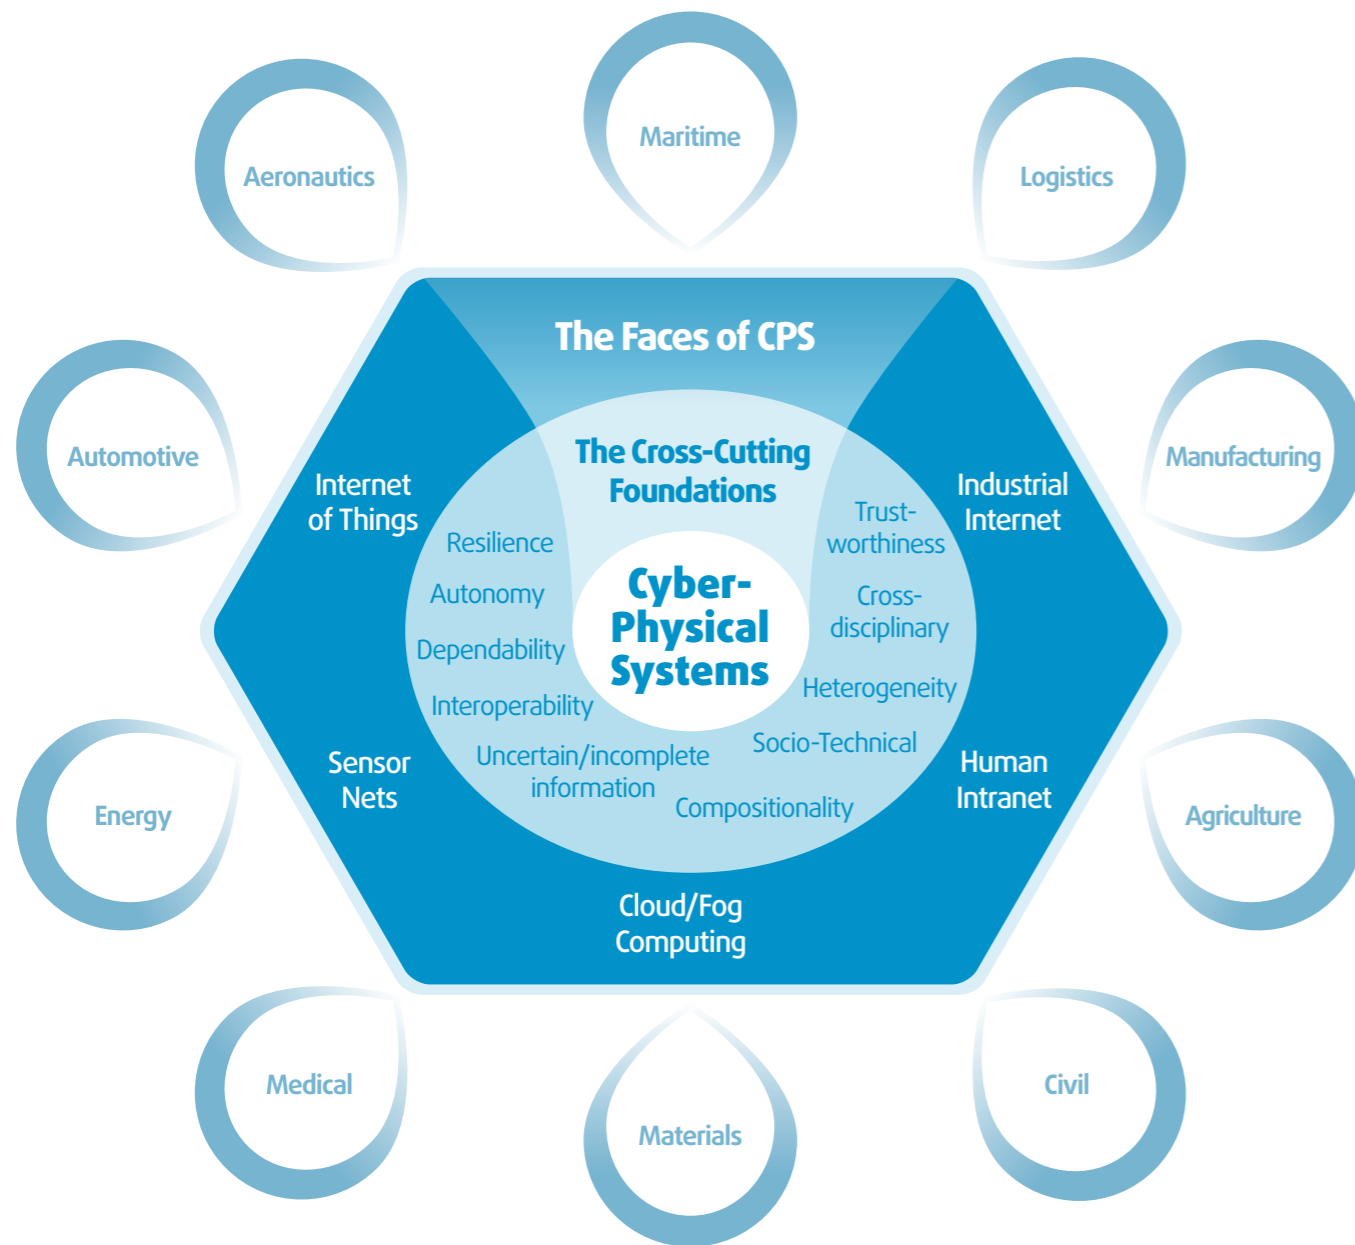 Maritime
Aeronautics
Logistics
The Faces of CPS
Automotive
Manufacturing
The Cross-Cutting
Foundations
Internet
of Things
Industrial
Internet
Resilience
Autonomy
Dependability
Interoperability
Uncertain/incomplete
information
Trust-
worthiness
Cross-
disciplinary
Heterogeneity
Socio-Technical
Compositionality
Cyber-
Physical
Systems
Sensor
Nets
Human
Intranet
Cloud/Fog
Computing
Energy
Agriculture
Medical
Materials
Civil